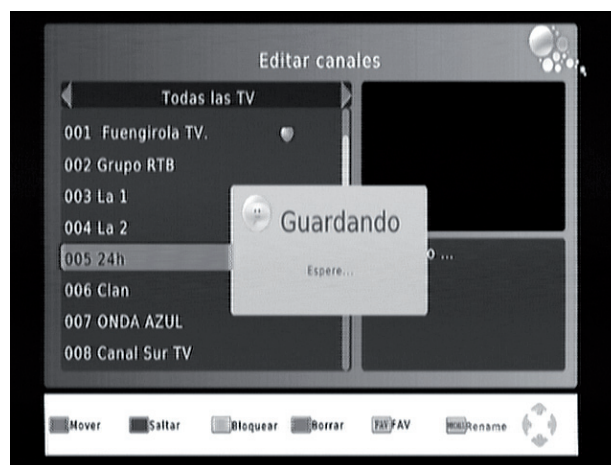 Editar canales
Todas las TV
001 Fuengirola TV.
002 Grupo RTB
003 La 1
004 La 2
005 24h
006 Clan
007 ONDA AZUL
008 Canal Sur TV
Guardando
Espere...
o ...
Mover Saltar Bloquear Borrar FAV FAV Rename